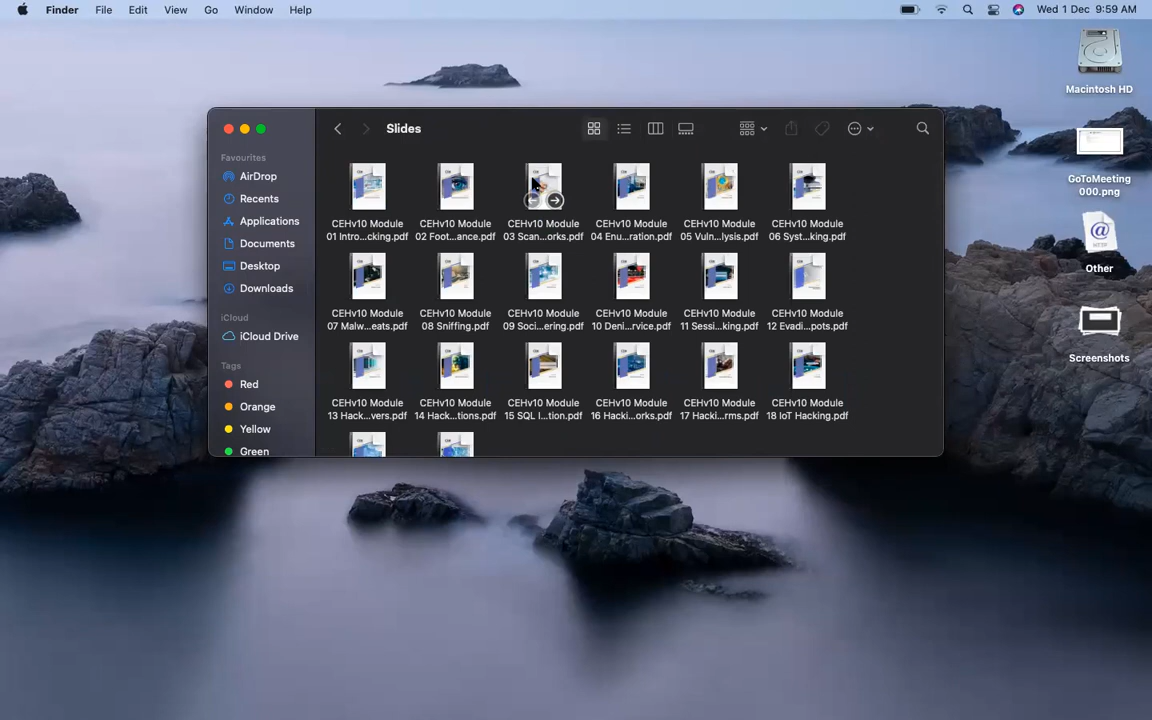 Finder File Edit View Go Window Help Wed 1 Dec 9:59 AM
Macintosh HD
GoToMeeting
000.png
Other
Screenshots
Slides
Favourites
AirDrop
Recents
Applications
Documents
Desktop
Downloads
iCloud
iCloud Drive
Tags
Red
Orange
Yellow
Green
CEHv10 Module
01 Intro...cking.pdf
CEHv10 Module
02 Foot...ance.pdf
CEHv10 Module
03 Scan...orks.pdf
CEHv10 Module
04 Enu...ration.pdf
CEHv10 Module
05 Vuln...lysis.pdf
CEHv10 Module
06 Syst...king.pdf
CEHv10 Module
07 Malw...eats.pdf
CEHv10 Module
08 Sniffing.pdf
CEHv10 Module
09 Soci...ering.pdf
CEHv10 Module
10 Deni...rvice.pdf
CEHv10 Module
11 Sessi...king.pdf
CEHv10 Module
12 Evadi...pots.pdf
CEHv10 Module
13 Hack...vers.pdf
CEHv10 Module
14 Hack...tions.pdf
CEHv10 Module
15 SQL I...tion.pdf
CEHv10 Module
16 Hacki...orks.pdf
CEHv10 Module
17 Hacki...rms.pdf
CEHv10 Module
18 IoT Hacking.pdf